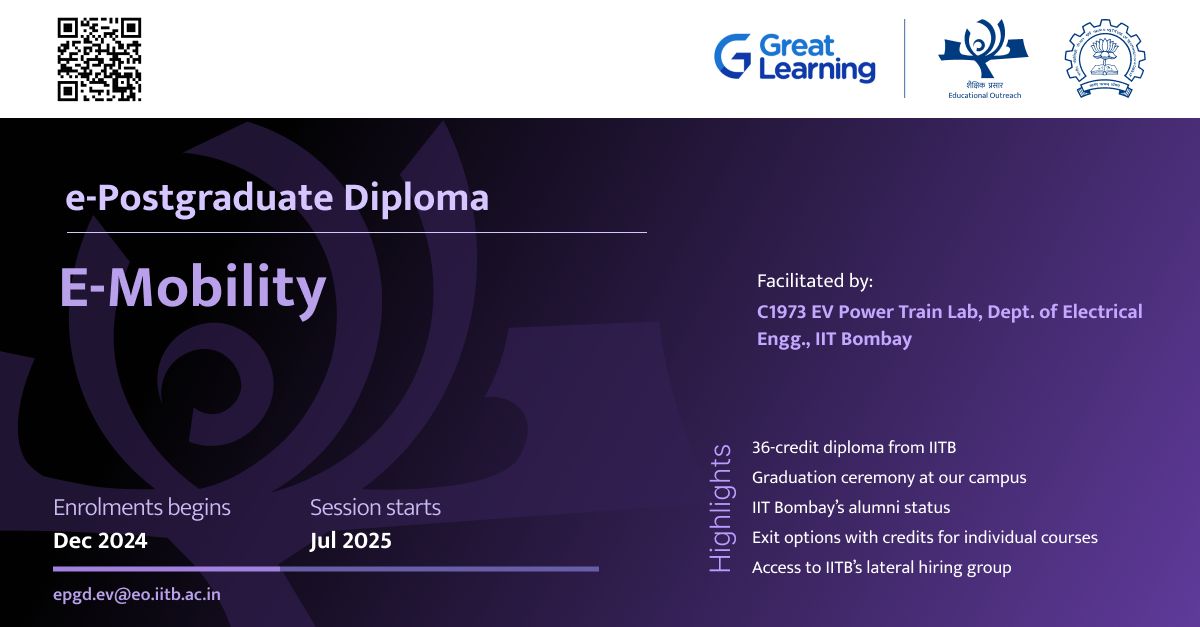 Great
Learning
शैक्षिक प्रसार
Educational Outreach
e-Postgraduate Diploma
E-Mobility
Facilitated by:
C1973 EV Power Train Lab, Dept. of Electrical
Engg., IIT Bombay
Highlights
36-credit diploma from IITB
Graduation ceremony at our campus
IIT Bombay’s alumni status
Exit options with credits for individual courses
Access to IITB’s lateral hiring group
Enrolments begins
Dec 2024
Session starts
Jul 2025
epgd.ev@eo.iitb.ac.in